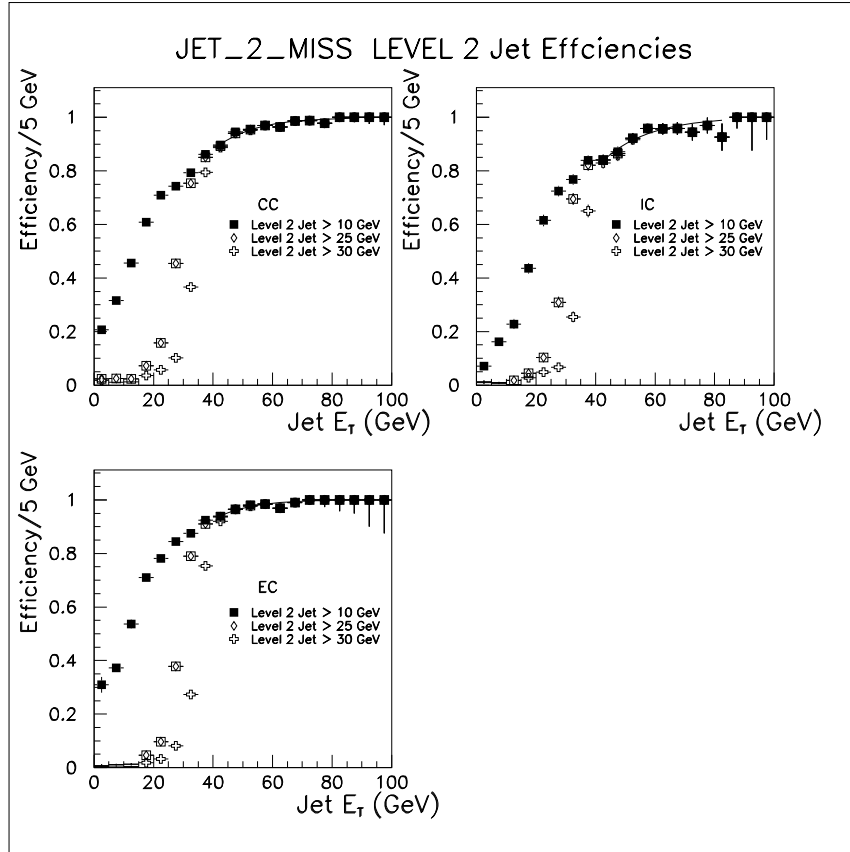 JET_2_MISS LEVEL 2 Jet Effciencies
Efficiency/5 GeV
1
0.8
0.6
0.4
0.2
0
CC
Level 2 Jet > 10 GeV
Level 2 Jet > 25 GeV
Level 2 Jet > 30 GeV
0 20 40 60 80 100
Jet E_T (GeV)
Efficiency/5 GeV
1
0.8
0.6
0.4
0.2
0
IC
Level 2 Jet > 10 GeV
Level 2 Jet > 25 GeV
Level 2 Jet > 30 GeV
0 20 40 60 80 100
Jet E_T (GeV)
Efficiency/5 GeV
1
0.8
0.6
0.4
0.2
0
EC
Level 2 Jet > 10 GeV
Level 2 Jet > 25 GeV
Level 2 Jet > 30 GeV
0 20 40 60 80 100
Jet E_T (GeV)